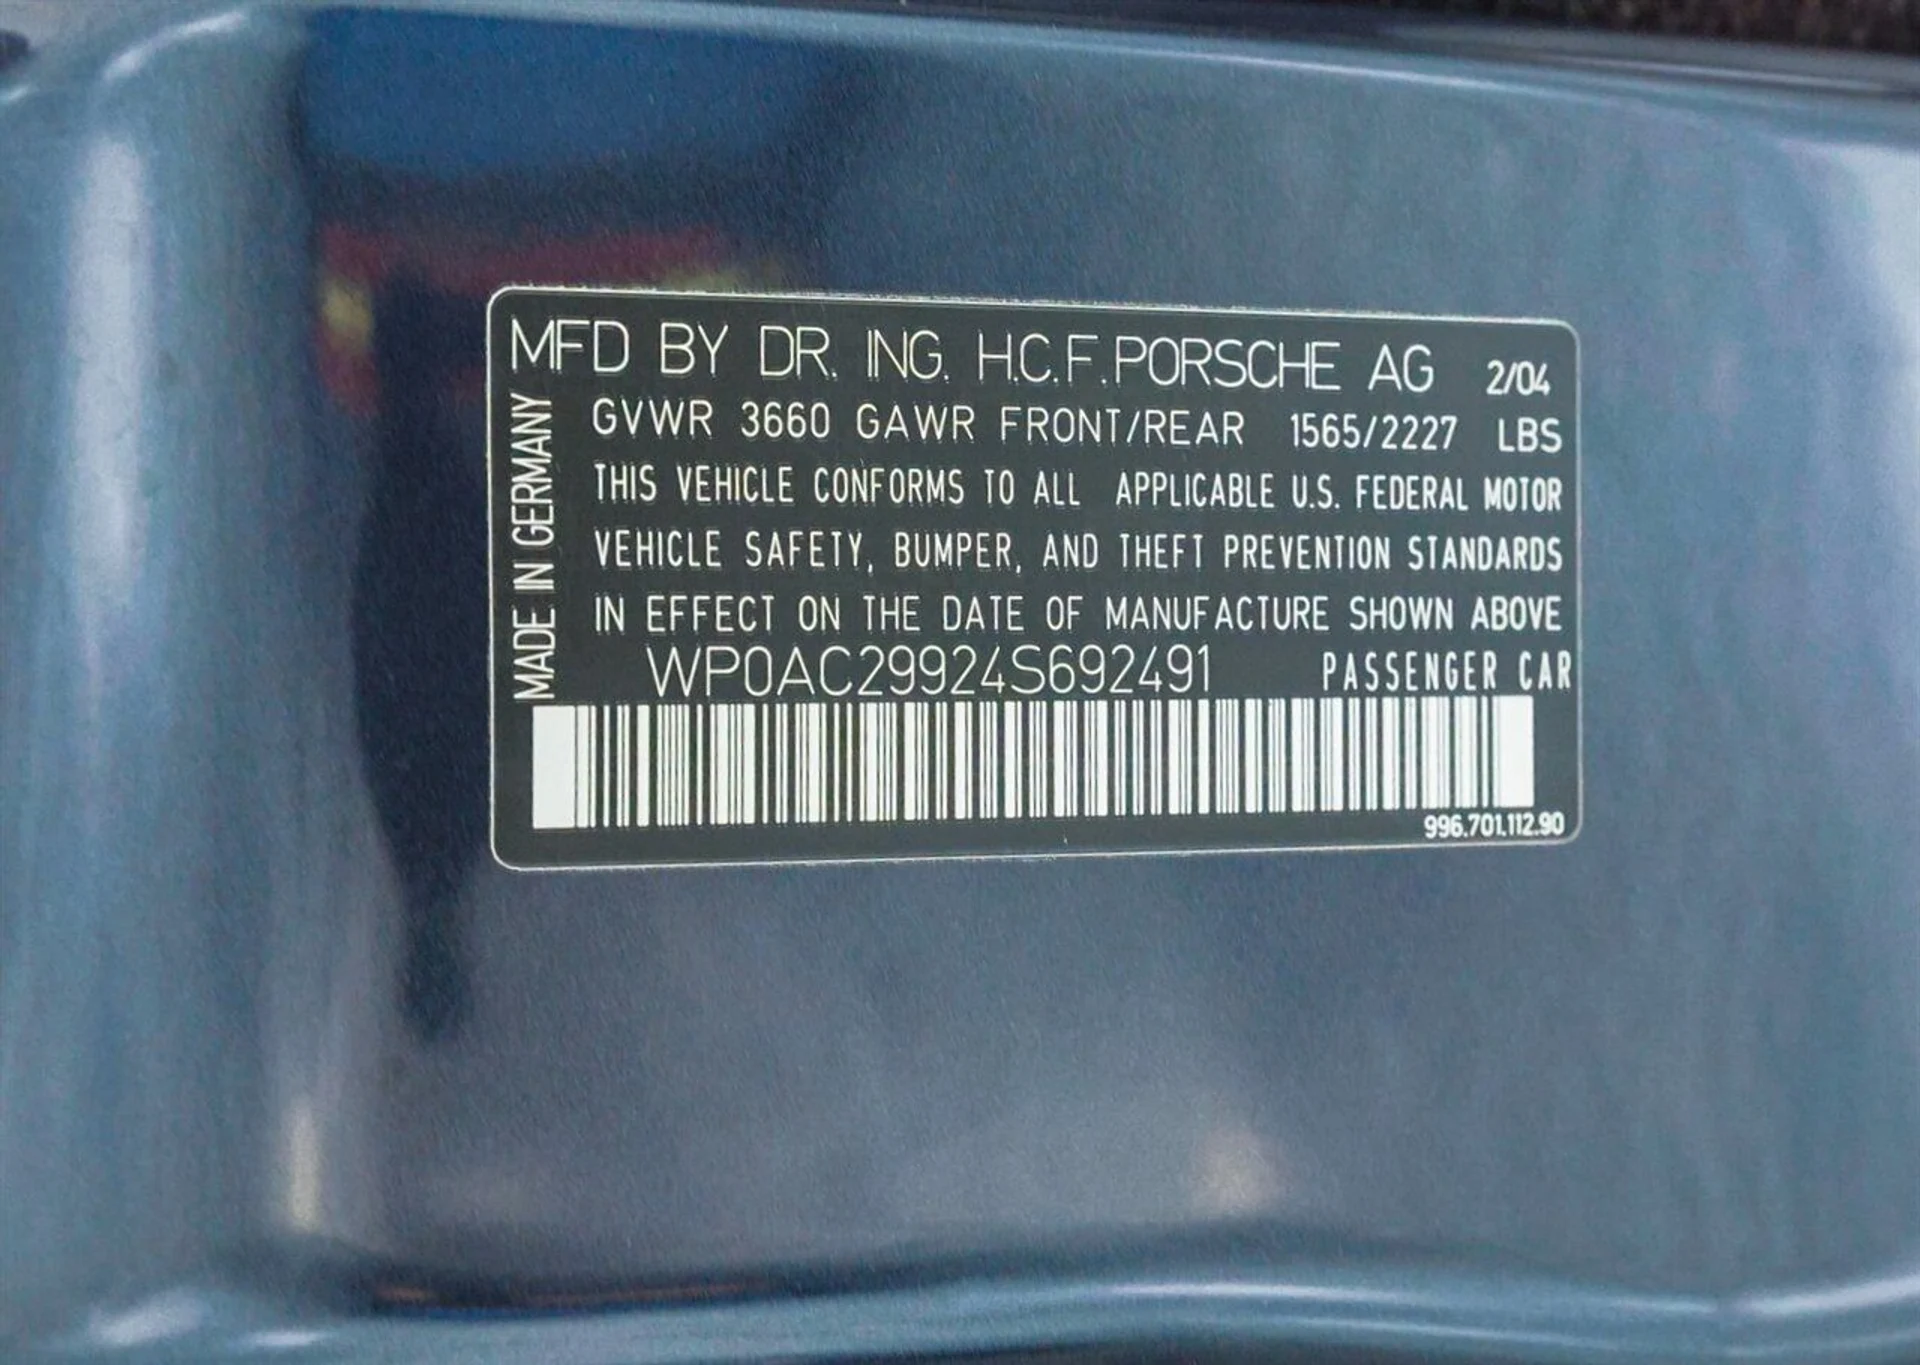 MFD BY DR. ING. H.C.F. PORSCHE AG 2/04
GVWR 3660 GAWR FRONT/REAR 1565/2227 LBS
THIS VEHICLE CONFORMS TO ALL APPLICABLE U.S. FEDERAL MOTOR
VEHICLE SAFETY, BUMPER, AND THEFT PREVENTION STANDARDS
IN EFFECT ON THE DATE OF MANUFACTURE SHOWN ABOVE
WP0AC29924S692491 PASSENGER CAR
996.701.112.90
MADE IN GERMANY